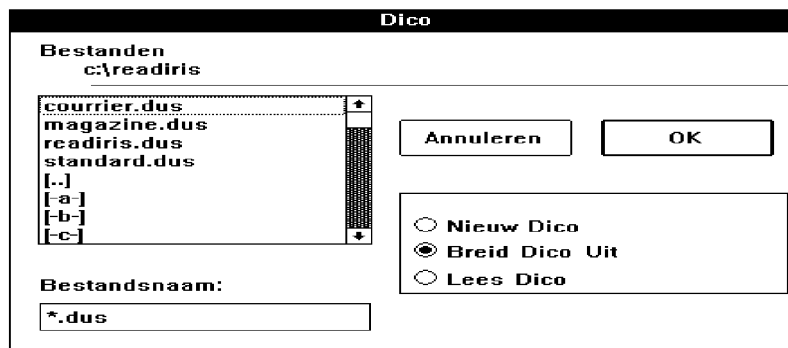 Dico
Bestanden
c:\readiris
courrier.dus
magazine.dus
readiris.dus
standard.dus
[..]
[-a-]
[-b-]
[-c-]
Annuleren
OK
Nieuw Dico
Breid Dico Uit
Lees Dico
Bestandsnaam:
*.dus